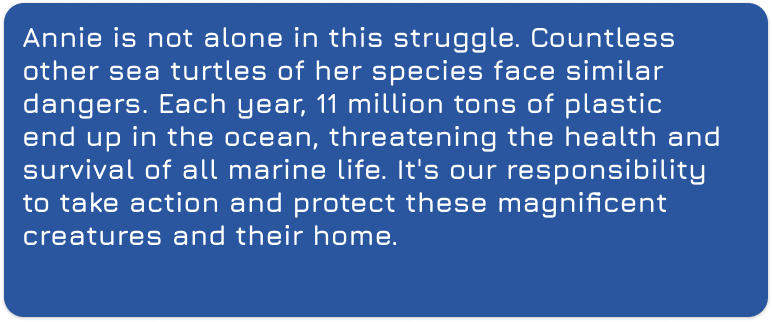 Annie is not alone in this struggle. Countless
other sea turtles of her species face similar
dangers. Each year, 11 million tons of plastic
end up in the ocean, threatening the health and
survival of all marine life. It's our responsibility
to take action and protect these magnificent
creatures and their home.